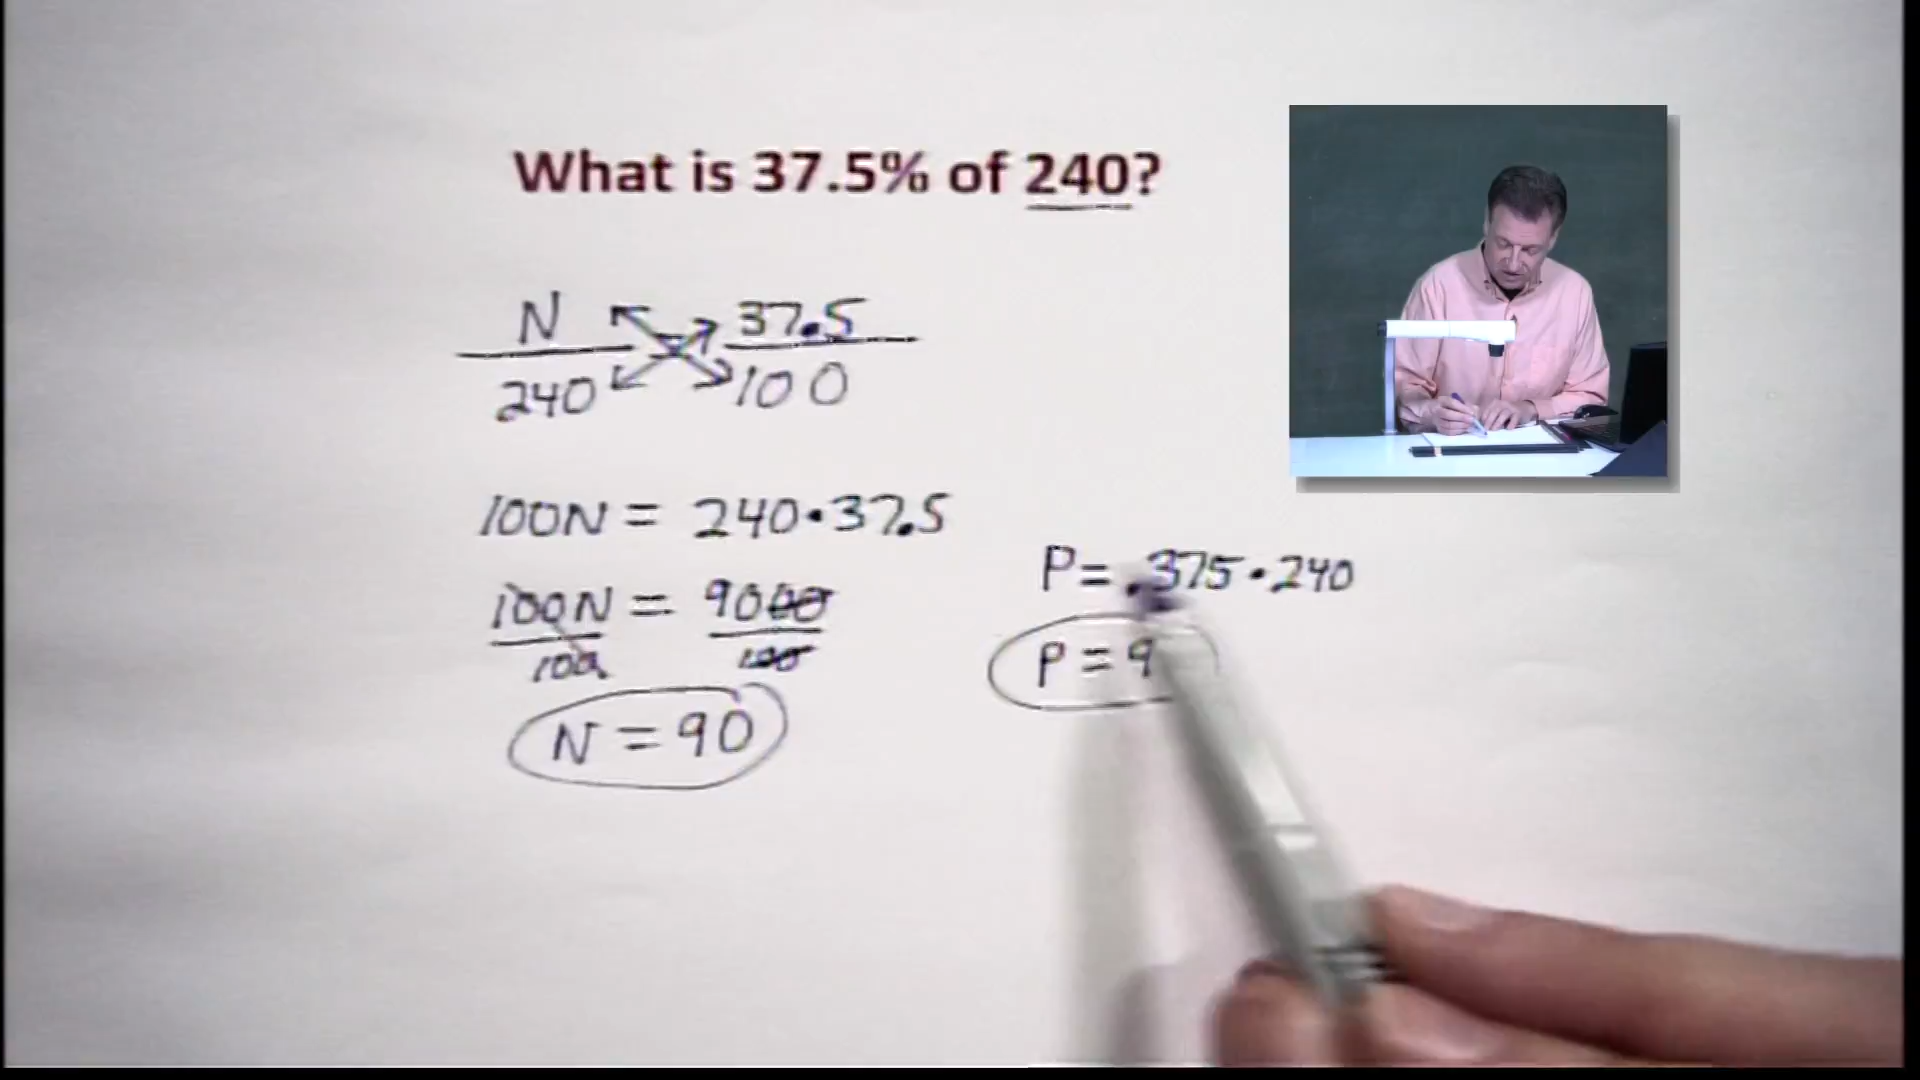 What is 37.5% of 240?
N 37.5
240 100
100N = 240·37.5
100N = 9000
100 100
N = 90
P = .375·240
P = 9